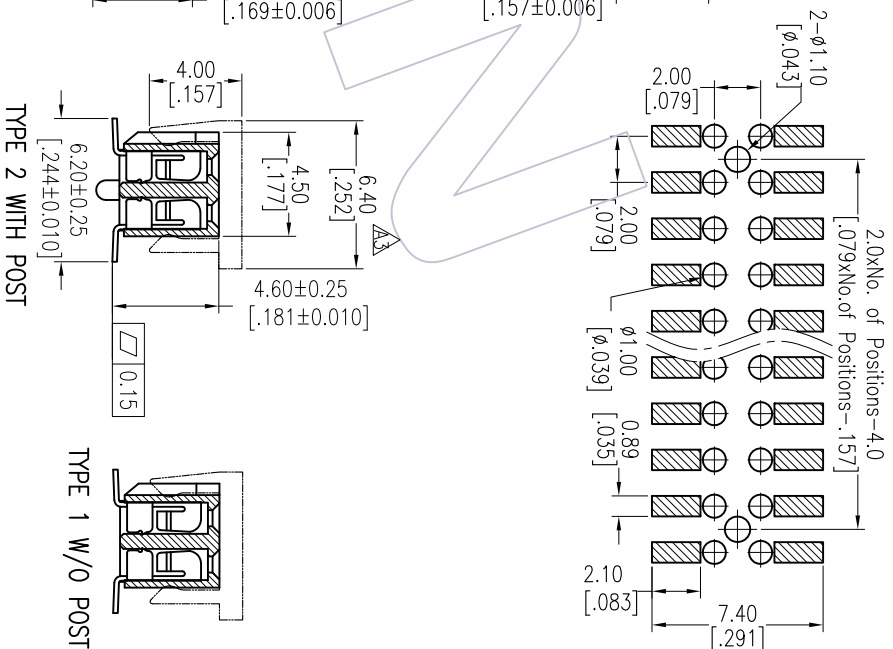 [.169±0.006]
[.157±0.006]
4.00
[.157]
4.50
[.177]
6.40
[.252]
A3
4.60±0.25
[.181±0.010]
6.20±0.25
[.244±0.010]
0.15
TYPE 2 WITH POST
TYPE 1 W/O POST
2-ø1.10
[ø.043]
2.00
[.079]
2.00
[.079]
2.0xNo. of Positions-4.0
[.079xNo.of Positions-.157]
ø1.00
[ø.039]
0.89
[.035]
2.10
[.083]
7.40
[.291]